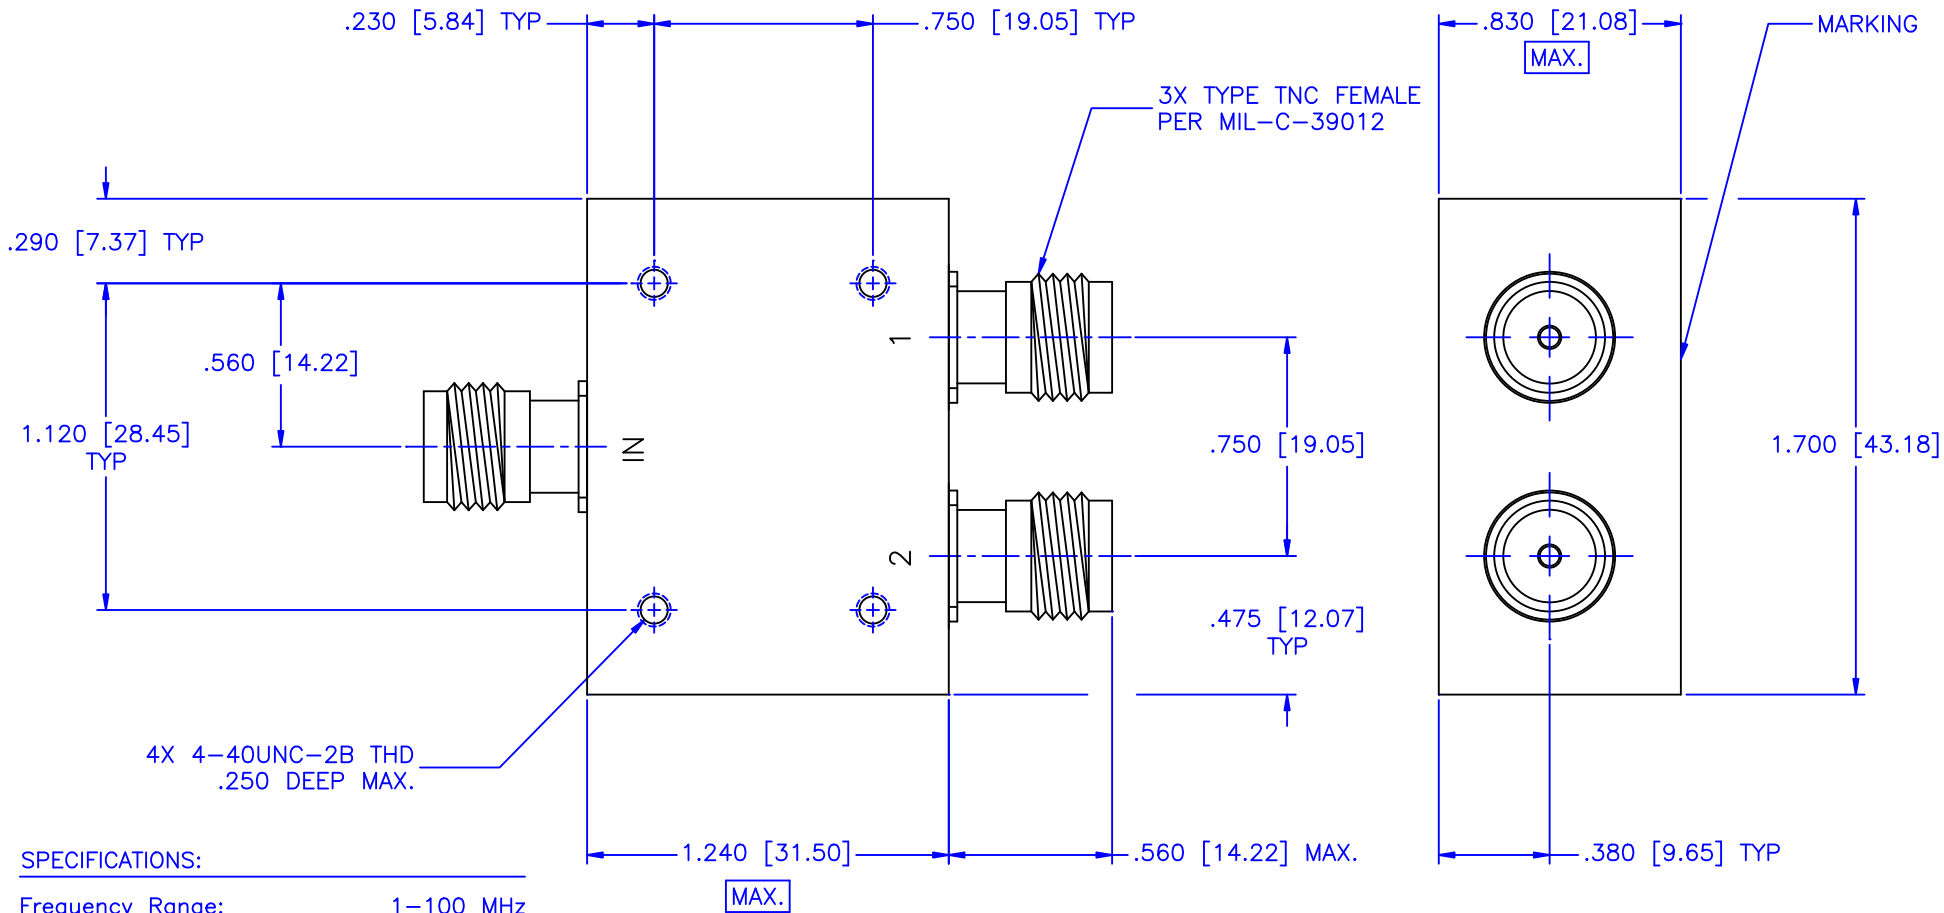 .230 [5.84] TYP
.750 [19.05] TYP
.830 [21.08]
MAX.
MARKING
3X TYPE TNC FEMALE
PER MIL-C-39012
.290 [7.37] TYP
.560 [14.22]
1.120 [28.45]
TYP
IN
1
2
.750 [19.05]
1.700 [43.18]
.475 [12.07]
TYP
4X 4-40UNC-2B THD
.250 DEEP MAX.
1.240 [31.50]
MAX.
.560 [14.22] MAX.
.380 [9.65] TYP
SPECIFICATIONS:
Frequency Range: 1-100 MHz